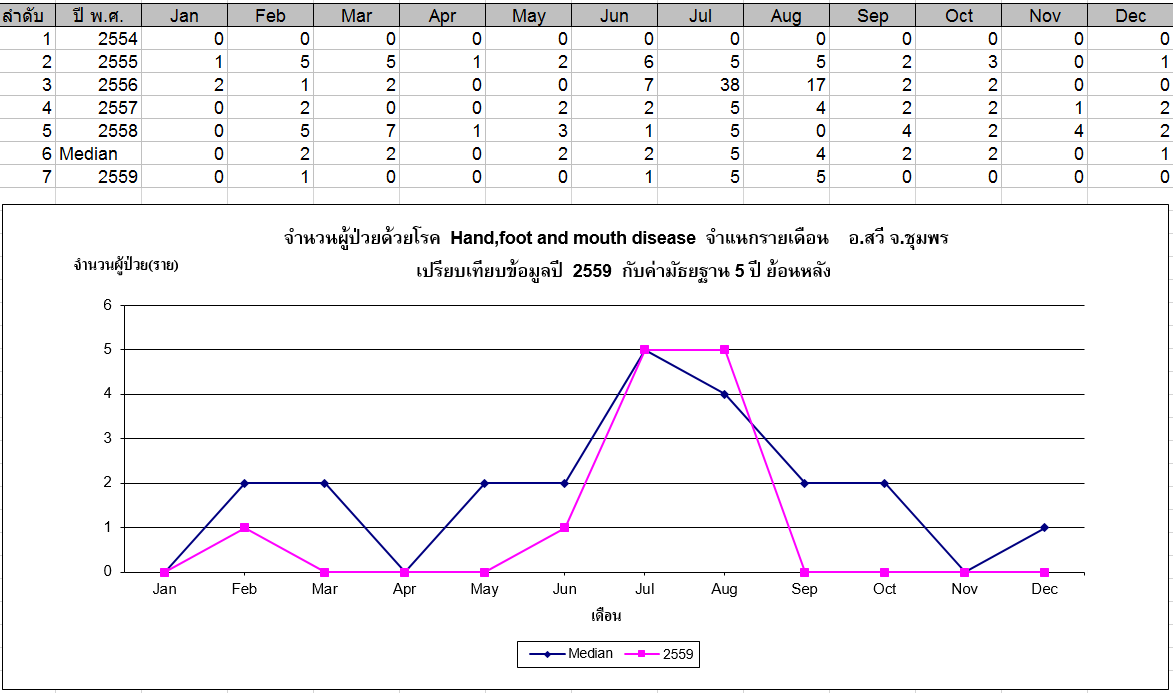 ลำดับ ปี พ.ศ. Jan Feb Mar Apr May Jun Jul Aug Sep Oct Nov Dec
1 2554 0 0 0 0 0 0 0 0 0 0 0 0
2 2555 1 5 5 1 2 6 5 5 2 3 0 1
3 2556 2 1 2 0 0 7 38 17 2 2 0 0
4 2557 0 2 0 0 2 2 5 4 2 2 1 2
5 2558 0 5 7 1 3 1 5 0 4 2 4 2
6 Median 0 2 2 0 2 2 5 4 2 2 0 1
7 2559 0 1 0 0 0 1 5 5 0 0 0 0
จำนวนผู้ป่วยด้วยโรค Hand,foot and mouth disease จำแนกรายเดือน อ.สวี จ.ชุมพร
เปรียบเทียบข้อมูลปี 2559 กับค่ามัธยฐาน 5 ปี ย้อนหลัง
จำนวนผู้ป่วย(ราย)
6
5
4
3
2
1
0
Jan Feb Mar Apr May Jun Jul Aug Sep Oct Nov Dec
เดือน
Median 2559